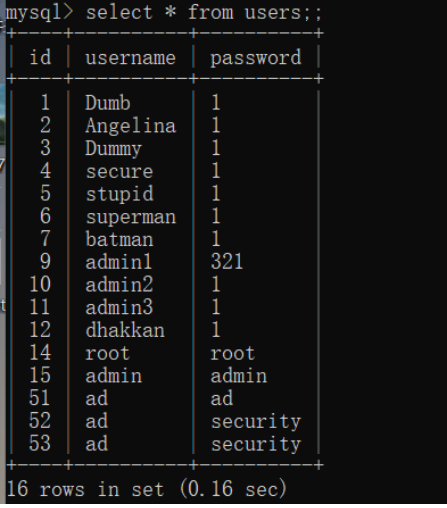 mysql> select * from users;;
+----+----------+----------+
| id | username | password |
+----+----------+----------+
| 1 | Dumb | 1 |
| 2 | Angelina | 1 |
| 3 | Dummy | 1 |
| 4 | secure | 1 |
| 5 | stupid | 1 |
| 6 | superman | 1 |
| 7 | batman | 1 |
| 9 | admin1 | 321 |
| 10 | admin2 | 1 |
| 11 | admin3 | 1 |
| 12 | dhakkan | 1 |
| 14 | root | root |
| 15 | admin | admin |
| 51 | ad | ad |
| 52 | ad | security |
| 53 | ad | security |
+----+----------+----------+
16 rows in set (0.16 sec)